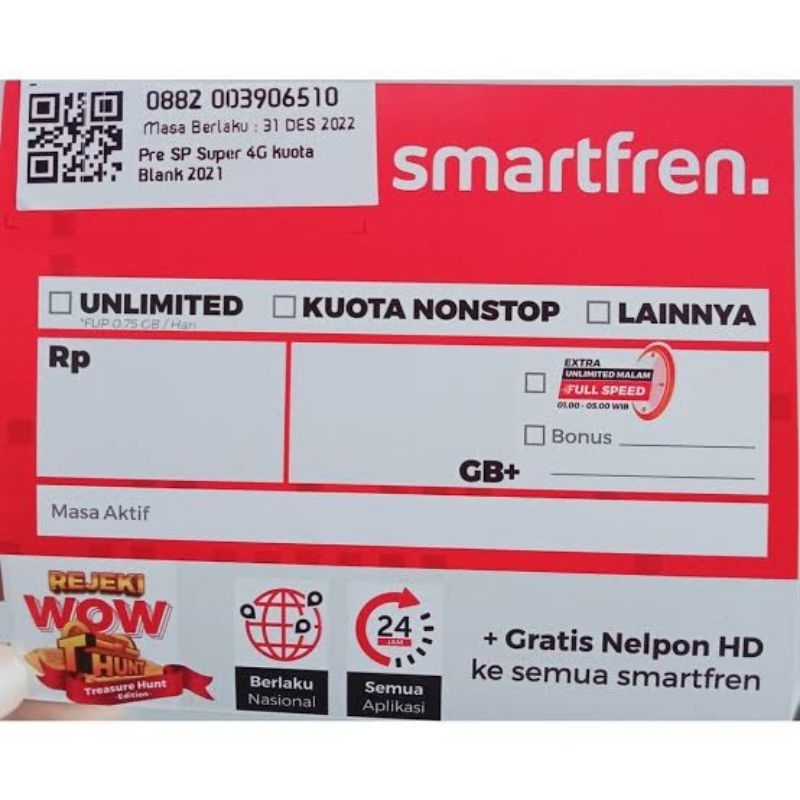 0882 003906510
Masa Berlaku : 31 DES 2022
Pre SP Super 4G Kuota
Blank 2021
smartfren.
UNLIMITED
*FUP 0.75 GB / Hari
KUOTA NONSTOP
LAINNYA
Rp
EXTRA
UNLIMITED MALAM
FULL SPEED
01.00 - 05.00 WIB
Bonus
GB+
Masa Aktif
REJEKI
WOW
HUNT
Treasure Hunt
-Edition-
Berlaku
Nasional
24
JAM
Semua
Aplikasi
+ Gratis Nelpon HD
ke semua smartfren